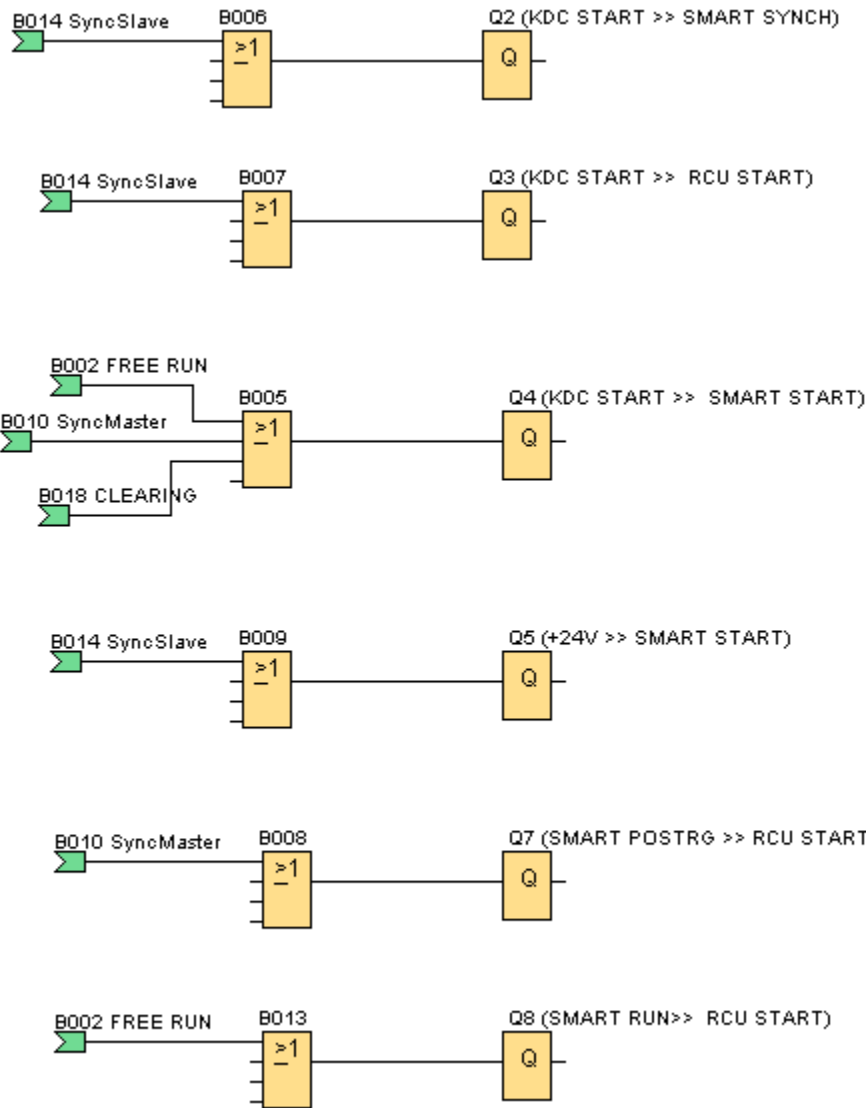 B014 SyncSlave B006 Q2 (KDC START >> SMART SYNCH)
≥1 Q
B014 SyncSlave B007 Q3 (KDC START >> RCU START)
≥1 Q
B002 FREE RUN
B005 Q4 (KDC START >> SMART START)
B010 SyncMaster
≥1 Q
B018 CLEARING
B014 SyncSlave B009 Q5 (+24V >> SMART START)
≥1 Q
B010 SyncMaster B008 Q7 (SMART POSTRG >> RCU START
≥1 Q
B002 FREE RUN B013 Q8 (SMART RUN>> RCU START)
≥1 Q